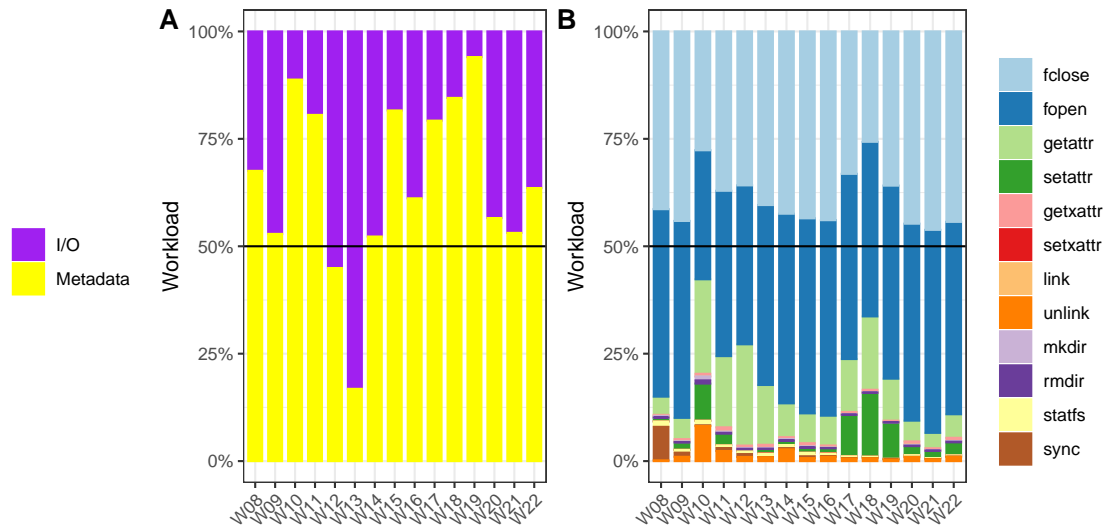 A
Workload
100%
75%
50%
25%
0%
W08
W09
W10
W11
W12
W13
W14
W15
W16
W17
W18
W19
W20
W21
W22
I/O
Metadata
B
Workload
100%
75%
50%
25%
0%
W08
W09
W10
W11
W12
W13
W14
W15
W16
W17
W18
W19
W20
W21
W22
fclose
fopen
getattr
setattr
getxattr
setxattr
link
unlink
mkdir
rmdir
statfs
sync